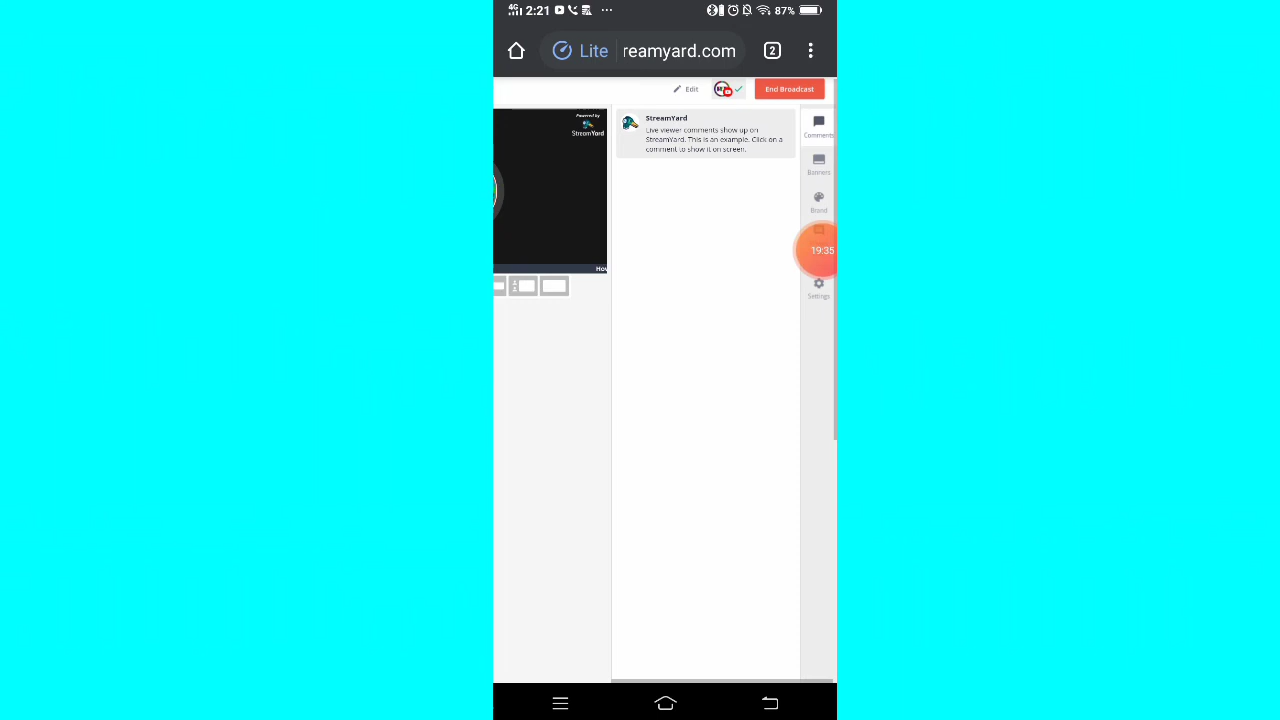 4G 2:21 ... 87%
Lite reamyard.com 2
Edit End Broadcast
Powered by
StreamYard
StreamYard
Live viewer comments show up on
StreamYard. This is an example. Click on a
comment to show it on screen.
Comments
Banners
Brand
19:35
Settings
How